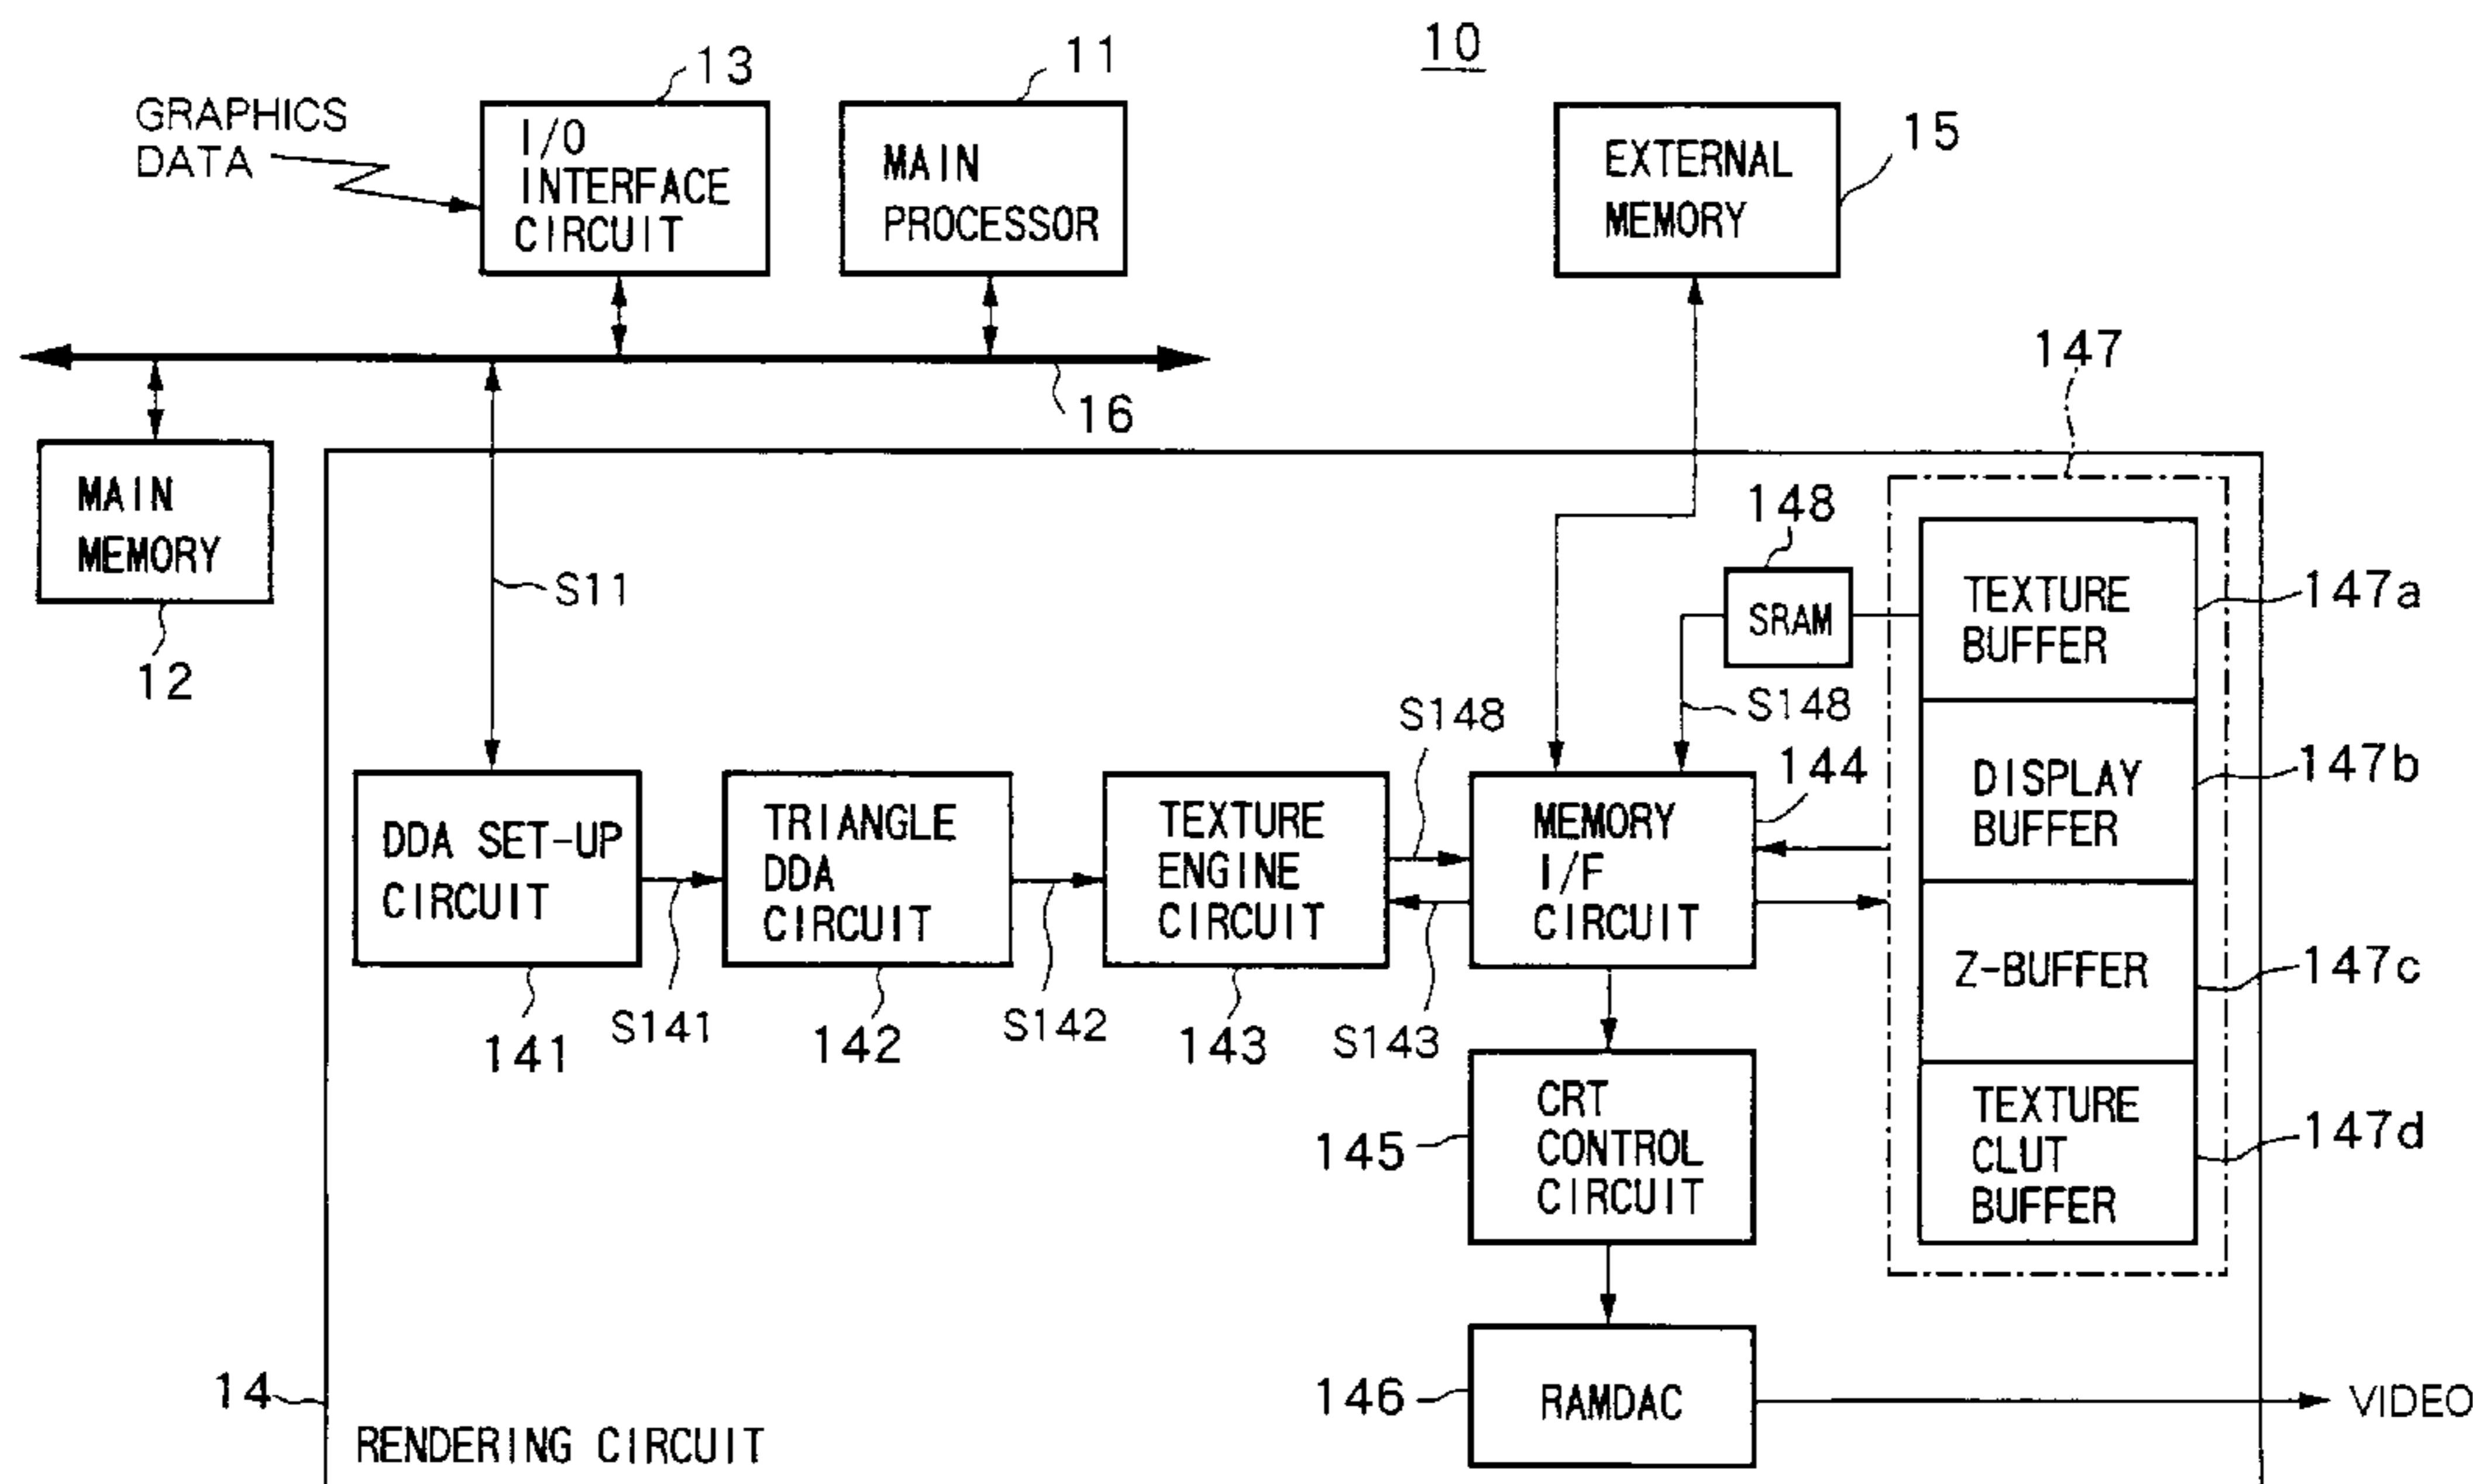 10
GRAPHICS
DATA
13
I/O
INTERFACE
CIRCUIT
11
MAIN
PROCESSOR
EXTERNAL
MEMORY
15
16
MAIN
MEMORY
12
S11
147
148
SRAM
S148
TEXTURE
BUFFER
147a
DISPLAY
BUFFER
147b
Z-BUFFER
147c
TEXTURE
CLUT
BUFFER
147d
DDA SET-UP
CIRCUIT
141
S141
TRIANGLE
DDA
CIRCUIT
142
S142
TEXTURE
ENGINE
CIRCUIT
143
S148
S143
MEMORY
I/F
CIRCUIT
144
CRT
CONTROL
CIRCUIT
145
RAMDAC
146
VIDEO
14
RENDERING CIRCUIT